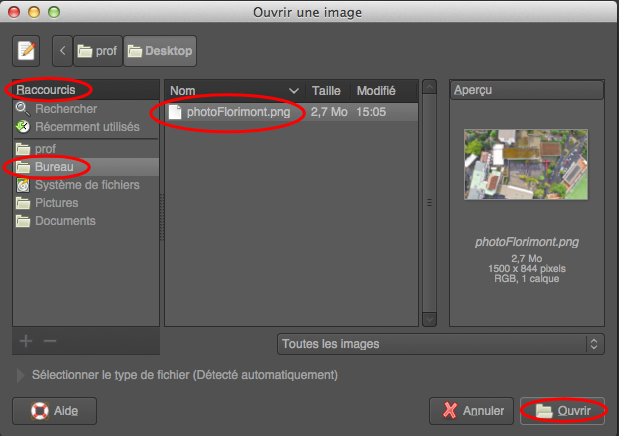 Ouvrir une image
prof
Desktop
Raccourcis
Rechercher
Récemment utilisés
prof
Bureau
Système de fichiers
Pictures
Documents
Nom Taille Modifié
photoFlorimont.png 2,7 Mo 15:05
Aperçu
photoFlorimont.png
2,7 Mo
1500 x 844 pixels
RGB, 1 calque
Toutes les images
Sélectionner le type de fichier (Détecté automatiquement)
Aide
Annuler
Ouvrir